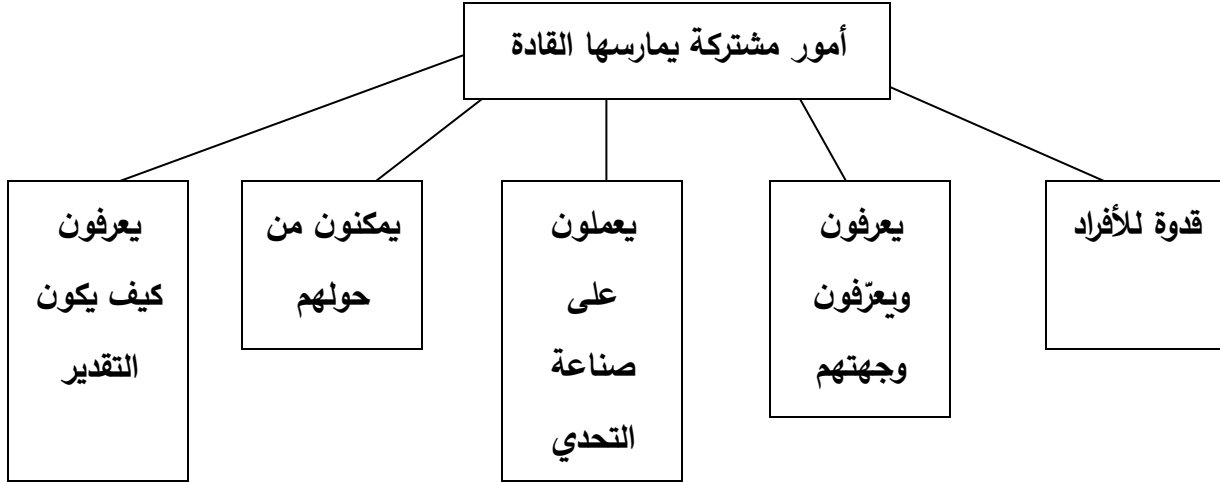 أمور مشتركة يمارسها القادة
قدوة للأفراد
يعرفون
ويعرّفون
وجهتهم
يعملون
على
صناعة
التحدي
يمكنون من
حولهم
يعرفون
كيف يكون
التقدير